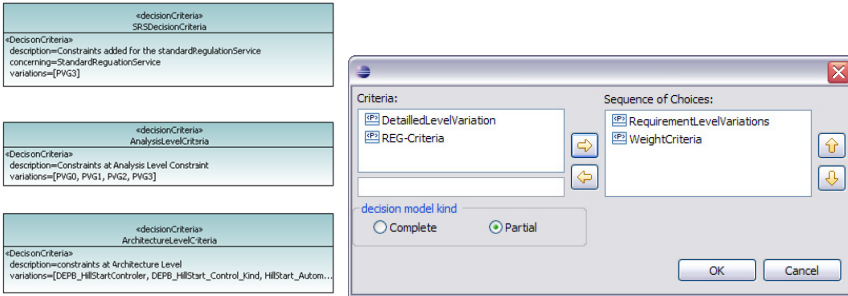 «decisionCriteria»
SRSDecisionCriteria
«DecisonCriteria»
description=Constraints added for the standardRegulationService
concerning=StandardReguationService
variations=[PVG3]
«decisionCriteria»
AnalysisLevelCriteria
«DecisonCriteria»
description=Constraints at Analysis Level Constraint
variations=[PVG0, PVG1, PVG2, PVG3]
«decisionCriteria»
ArchitectureLevelCriteria
«DecisonCriteria»
description=constraints at Architecture Level
variations=[DEPB_HillStartControler, DEPB_HillStart_Control_Kind, HillStart_Autom...
Criteria:
<P> DetailledLevelVariation
<P> REG-Criteria
Sequence of Choices:
<P> RequirementLevelVariations
<P> WeightCriteria
decision model kind
Complete
Partial
OK
Cancel